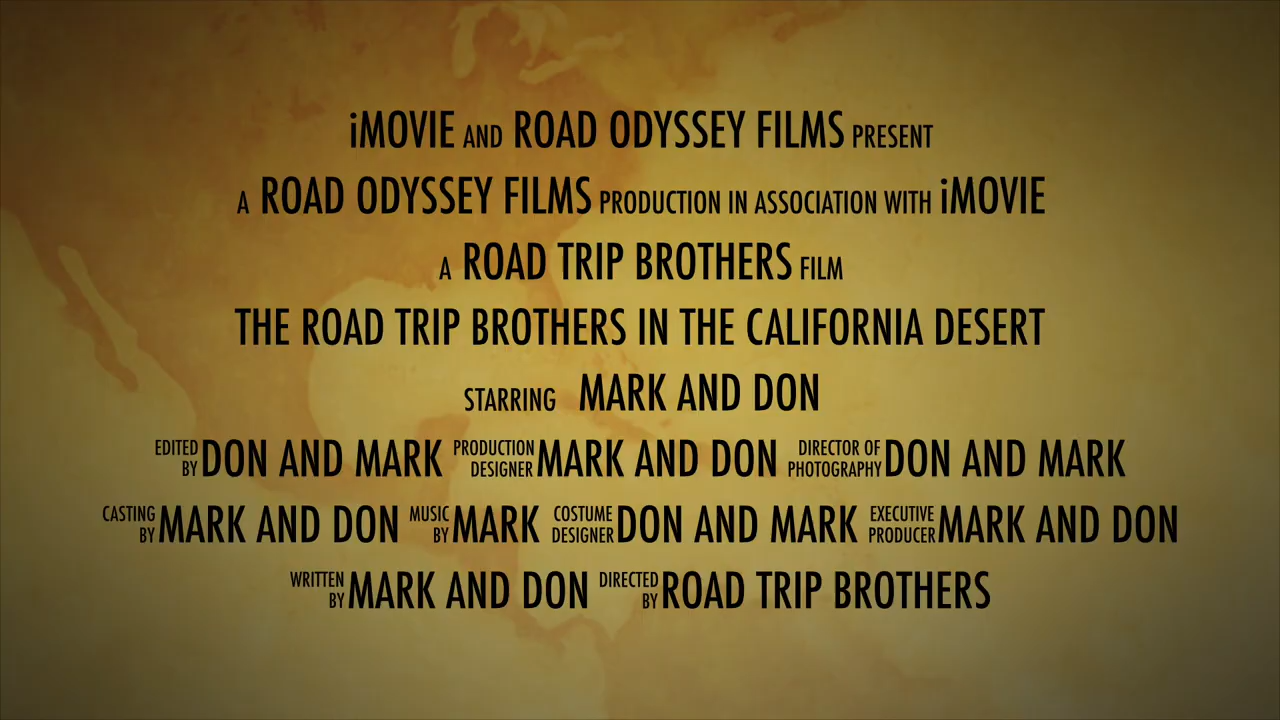 iMOVIE AND ROAD ODYSSEY FILMS PRESENT
A ROAD ODYSSEY FILMS PRODUCTION IN ASSOCIATION WITH iMOVIE
A ROAD TRIP BROTHERS FILM
THE ROAD TRIP BROTHERS IN THE CALIFORNIA DESERT
STARRING MARK AND DON
EDITED BY DON AND MARK PRODUCTION DESIGNER MARK AND DON DIRECTOR OF PHOTOGRAPHY DON AND MARK
CASTING BY MARK AND DON MUSIC BY MARK COSTUME DESIGNER DON AND MARK EXECUTIVE PRODUCER MARK AND DON
WRITTEN BY MARK AND DON DIRECTED BY ROAD TRIP BROTHERS